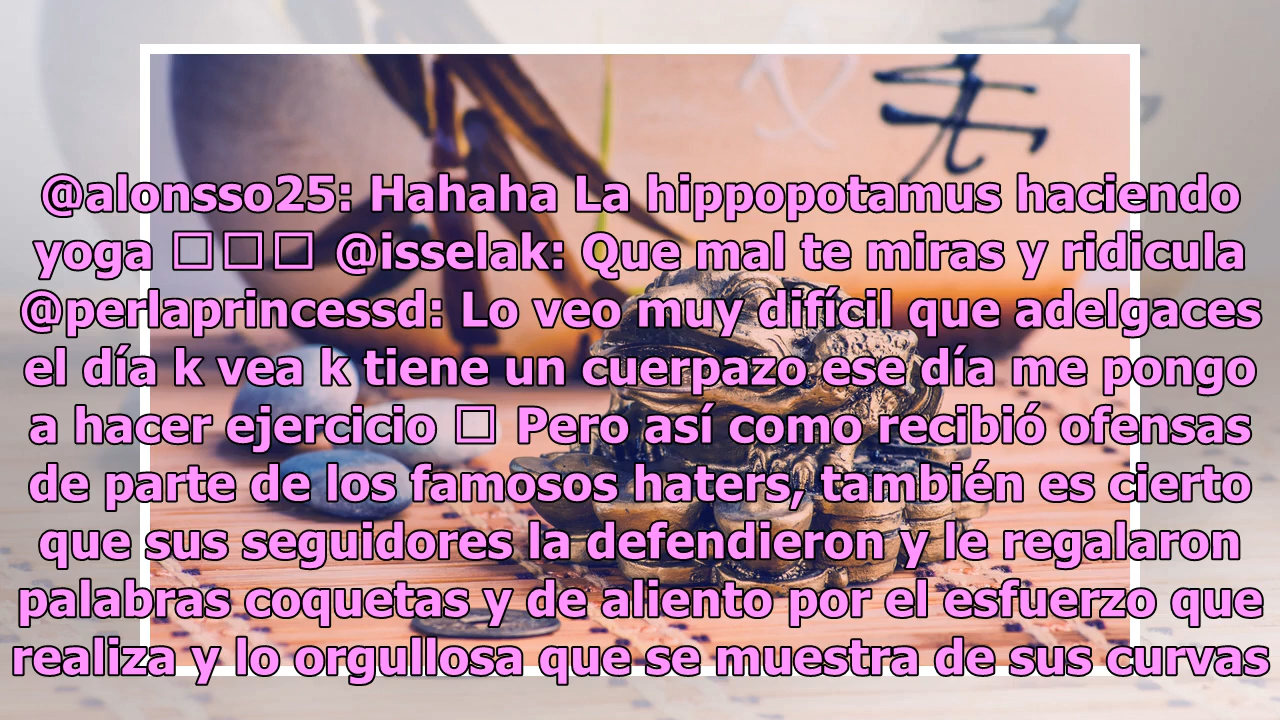 @alonsso25: Hahaha La hippopotamus haciendo
yoga □□□ @isselak: Que mal te miras y ridicula
@perlaprincessd: Lo veo muy difícil que adelgaces
el día k vea k tiene un cuerpazo ese día me pongo
a hacer ejercicio □ Pero así como recibió ofensas
de parte de los famosos haters, también es cierto
que sus seguidores la defendieron y le regalaron
palabras coquetas y de aliento por el esfuerzo que
realiza y lo orgullosa que se muestra de sus curvas